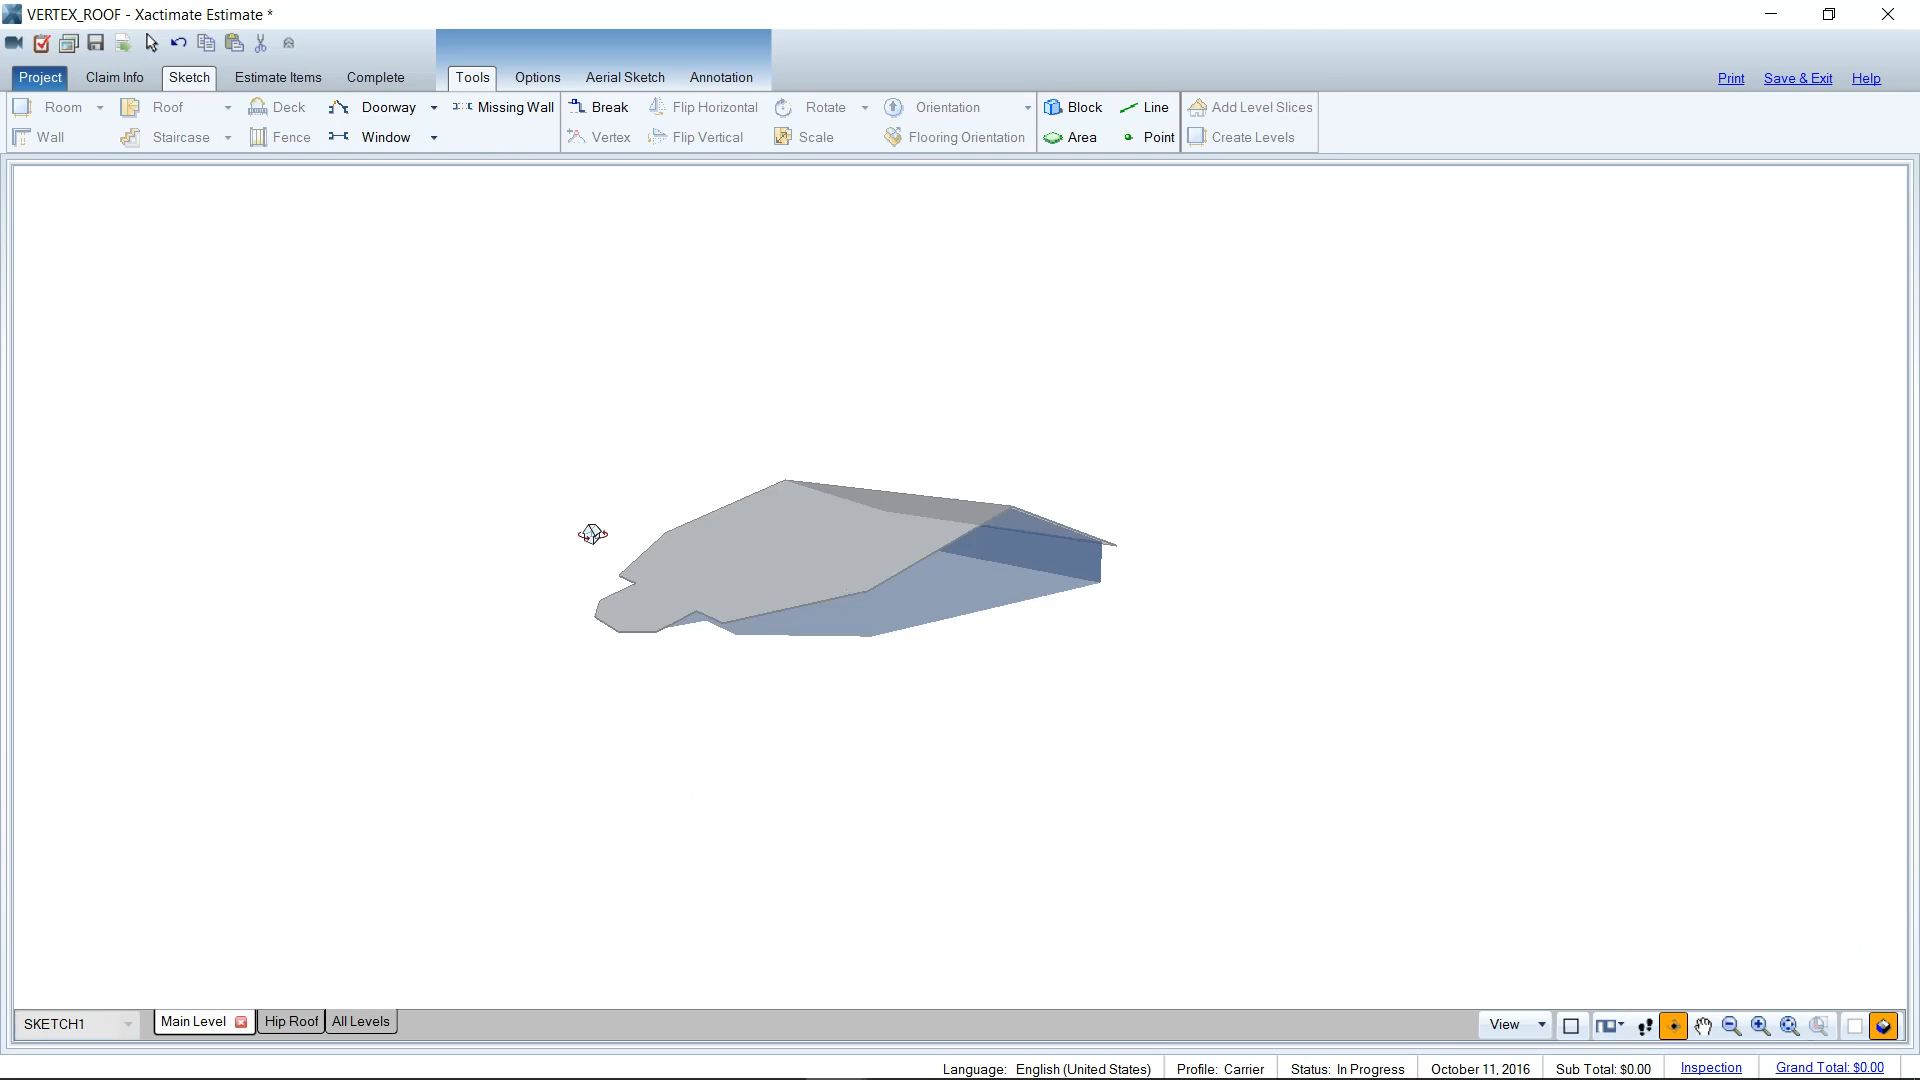 VERTEX_ROOF - Xactimate Estimate *
Project Claim Info Sketch Estimate Items Complete Tools Options Aerial Sketch Annotation Print Save & Exit Help
Room Roof Deck Doorway Missing Wall Break Flip Horizontal Rotate Orientation Block Line Add Level Slices
Wall Staircase Fence Window Vertex Flip Vertical Scale Flooring Orientation Area Point Create Levels
SKETCH1 Main Level Hip Roof All Levels View
Language: English (United States) Profile: Carrier Status: In Progress October 11, 2016 Sub Total: $0.00 Inspection Grand Total: $0.00